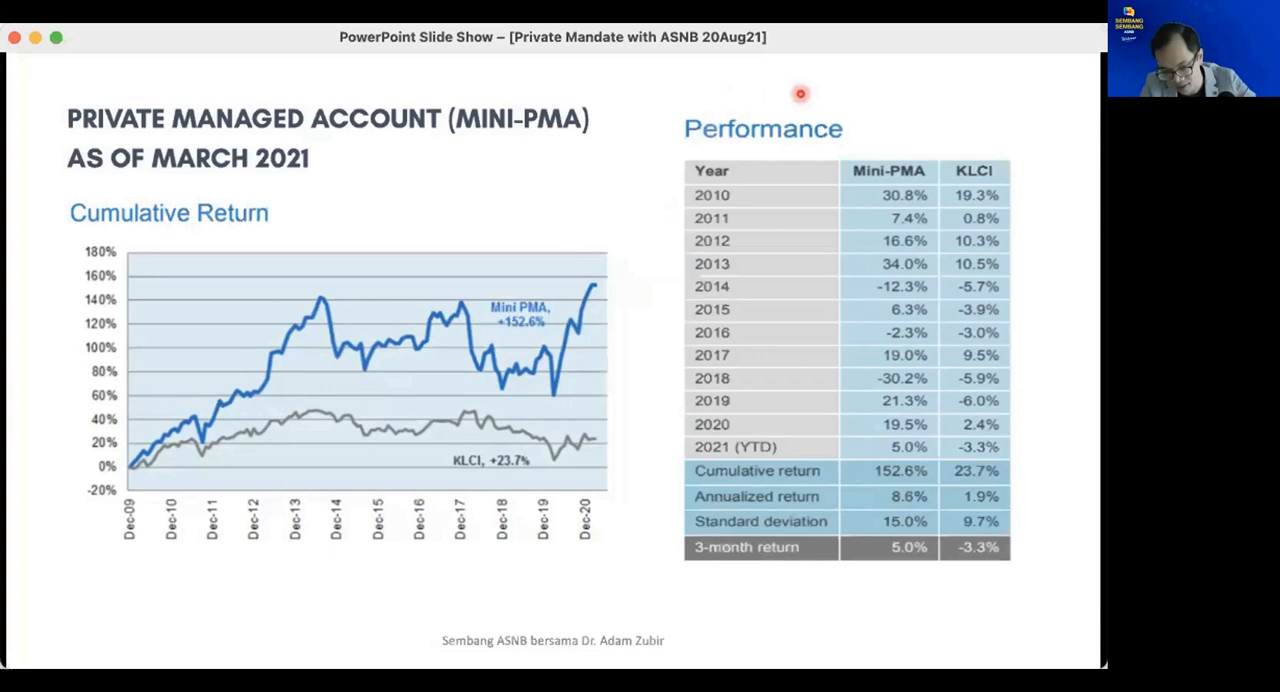 PowerPoint Slide Show – [Private Mandate with ASNB 20Aug21]
SEMBANG
SEMBANG
ASNB
PRIVATE MANAGED ACCOUNT (MINI-PMA)
AS OF MARCH 2021
Cumulative Return
180%
160%
140%
120%
100%
80%
60%
40%
20%
0%
-20%
Mini PMA,
+152.6%
KLCI, +23.7%
Dec-09
Dec-10
Dec-11
Dec-12
Dec-13
Dec-14
Dec-15
Dec-16
Dec-17
Dec-18
Dec-19
Dec-20
Performance
Year Mini-PMA KLCI
2010 30.8% 19.3%
2011 7.4% 0.8%
2012 16.6% 10.3%
2013 34.0% 10.5%
2014 -12.3% -5.7%
2015 6.3% -3.9%
2016 -2.3% -3.0%
2017 19.0% 9.5%
2018 -30.2% -5.9%
2019 21.3% -6.0%
2020 19.5% 2.4%
2021 (YTD) 5.0% -3.3%
Cumulative return 152.6% 23.7%
Annualized return 8.6% 1.9%
Standard deviation 15.0% 9.7%
3-month return 5.0% -3.3%
Sembang ASNB bersama Dr. Adam Zubir